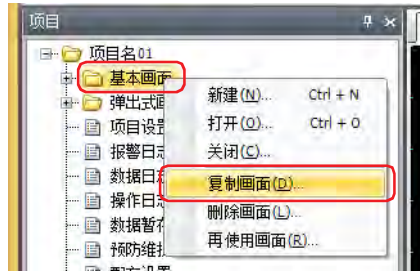 项目
项目名01
基本画面
弹出式画
项目设
报警日志
数据日志
操作日志
数据暂存
预防维护
新建(N)... Ctrl + N
打开(O)... Ctrl + O
关闭(C)...
复制画面(D)...
删除画面(L)...
再使用画面(R)...